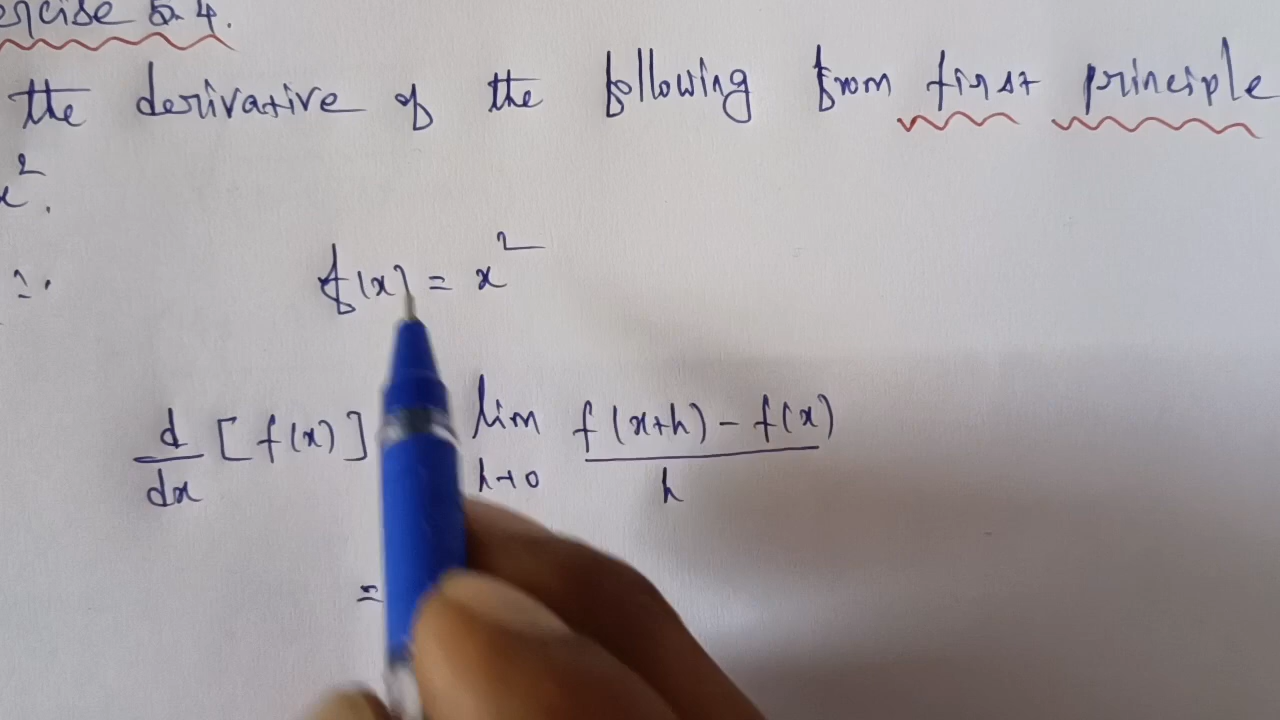 ercise 5.4.
the derivative of the following from first principle
x².
∴ f(x) = x²
d/dx [f(x)] lim h→0 f(x+h) - f(x) / h
=